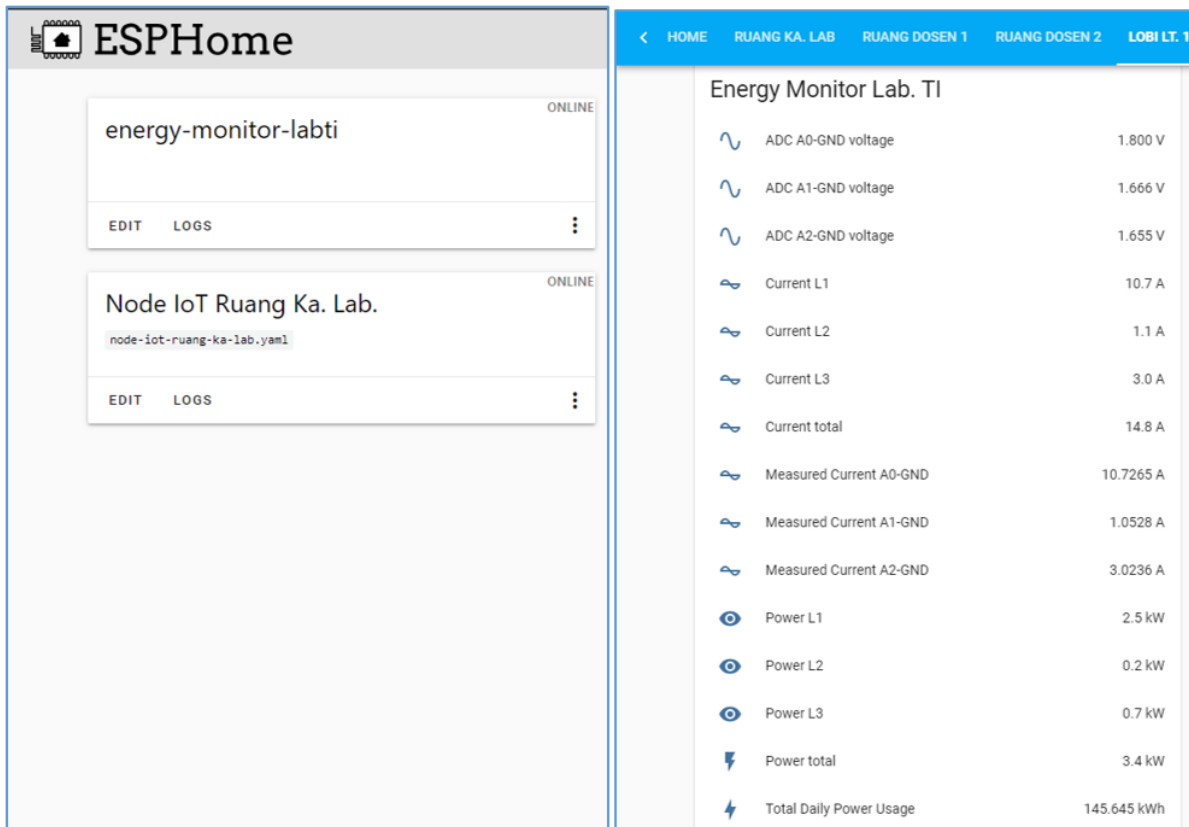 ESPHome
ONLINE
energy-monitor-labti
EDIT LOGS
ONLINE
Node IoT Ruang Ka. Lab.
node-iot-ruang-ka-lab.yaml
EDIT LOGS
HOME RUANG KA. LAB RUANG DOSEN 1 RUANG DOSEN 2 LOBI LT. 1
Energy Monitor Lab. TI
ADC A0-GND voltage 1.800 V
ADC A1-GND voltage 1.666 V
ADC A2-GND voltage 1.655 V
Current L1 10.7 A
Current L2 1.1 A
Current L3 3.0 A
Current total 14.8 A
Measured Current A0-GND 10.7265 A
Measured Current A1-GND 1.0528 A
Measured Current A2-GND 3.0236 A
Power L1 2.5 kW
Power L2 0.2 kW
Power L3 0.7 kW
Power total 3.4 kW
Total Daily Power Usage 145.645 kWh